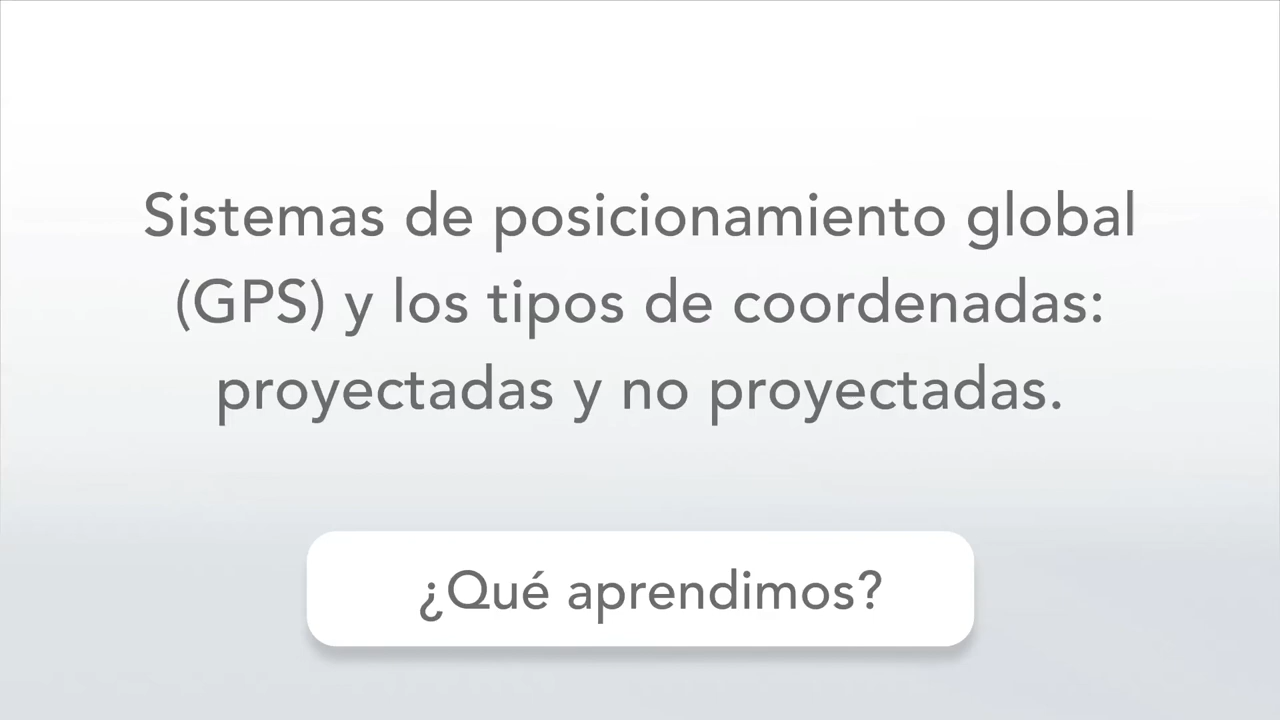 Sistemas de posicionamiento global
(GPS) y los tipos de coordenadas:
proyectadas y no proyectadas.
¿Qué aprendimos?